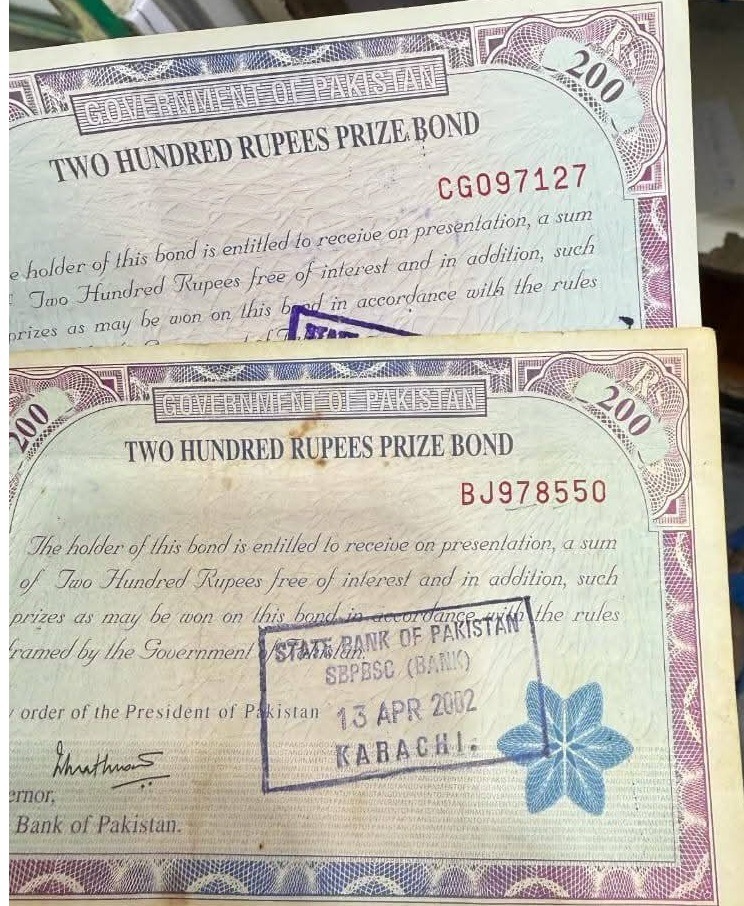 RS
200
GOVERNMENT OF PAKISTAN
TWO HUNDRED RUPEES PRIZE BOND
CG097127
e holder of this bond is entitled to receive on presentation, a sum
Two Hundred Rupees free of interest and in addition, such
prizes as may be won on this bond in accordance with the rules
STATE
RS
200
200
GOVERNMENT OF PAKISTAN
TWO HUNDRED RUPEES PRIZE BOND
BJ978550
The holder of this bond is entitled to receive on presentation, a sum
of Two Hundred Rupees free of interest and in addition, such
prizes as may be won on this bond in accordance with the rules
framed by the Government of Pakistan.
STATE BANK OF PAKISTAN
SBPBSC (BANK)
order of the President of Pakistan
13 APR 2002
KARACHI.
ernor,
Bank of Pakistan.